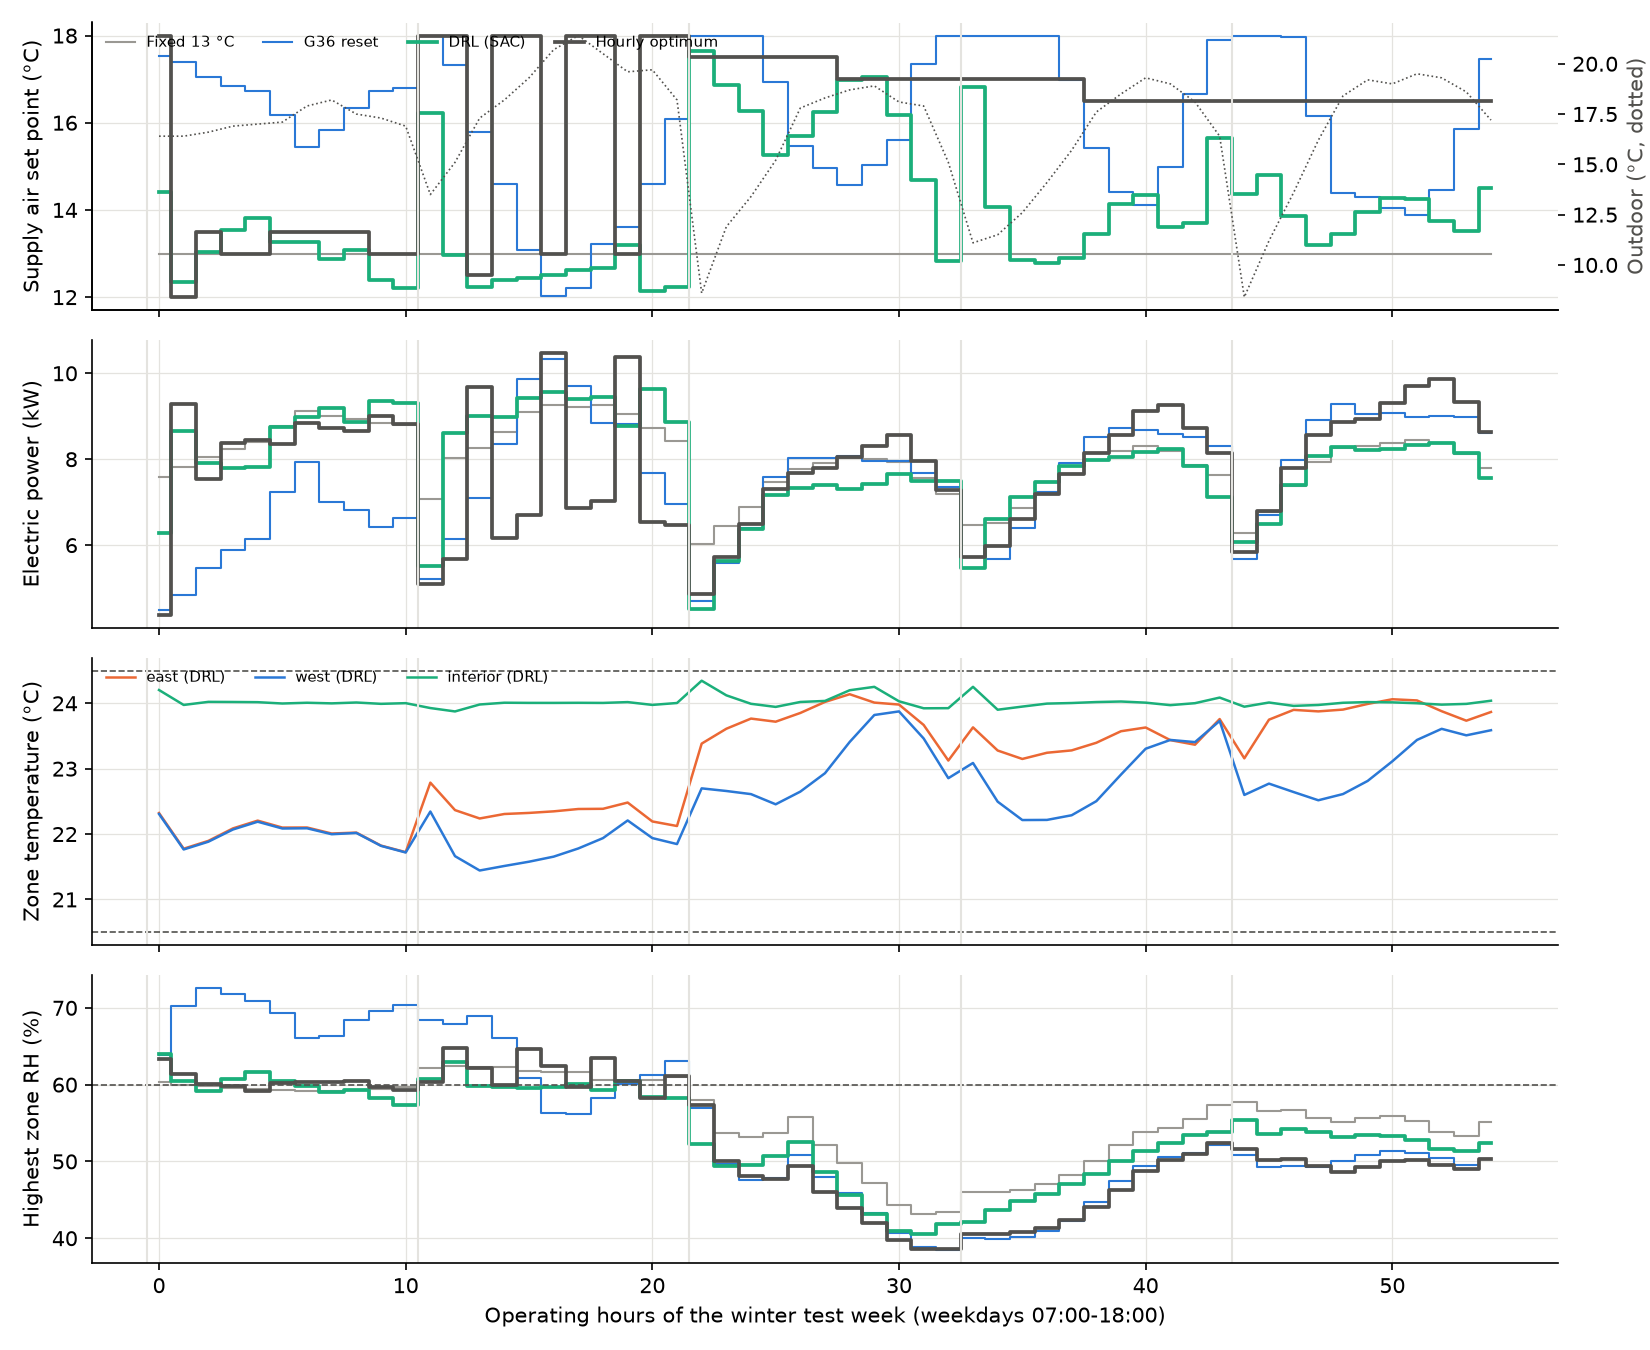 Supply air set point (°C)
18
16
14
12
Fixed 13 °C
G36 reset
DRL (SAC)
Hourly optimum
20.0
17.5
15.0
12.5
10.0
Outdoor (°C, dotted)
Electric power (kW)
10
8
6
Zone temperature (°C)
24
23
22
21
east (DRL)
west (DRL)
interior (DRL)
Highest zone RH (%)
70
60
50
40
0
10
20
30
40
50
Operating hours of the winter test week (weekdays 07:00-18:00)